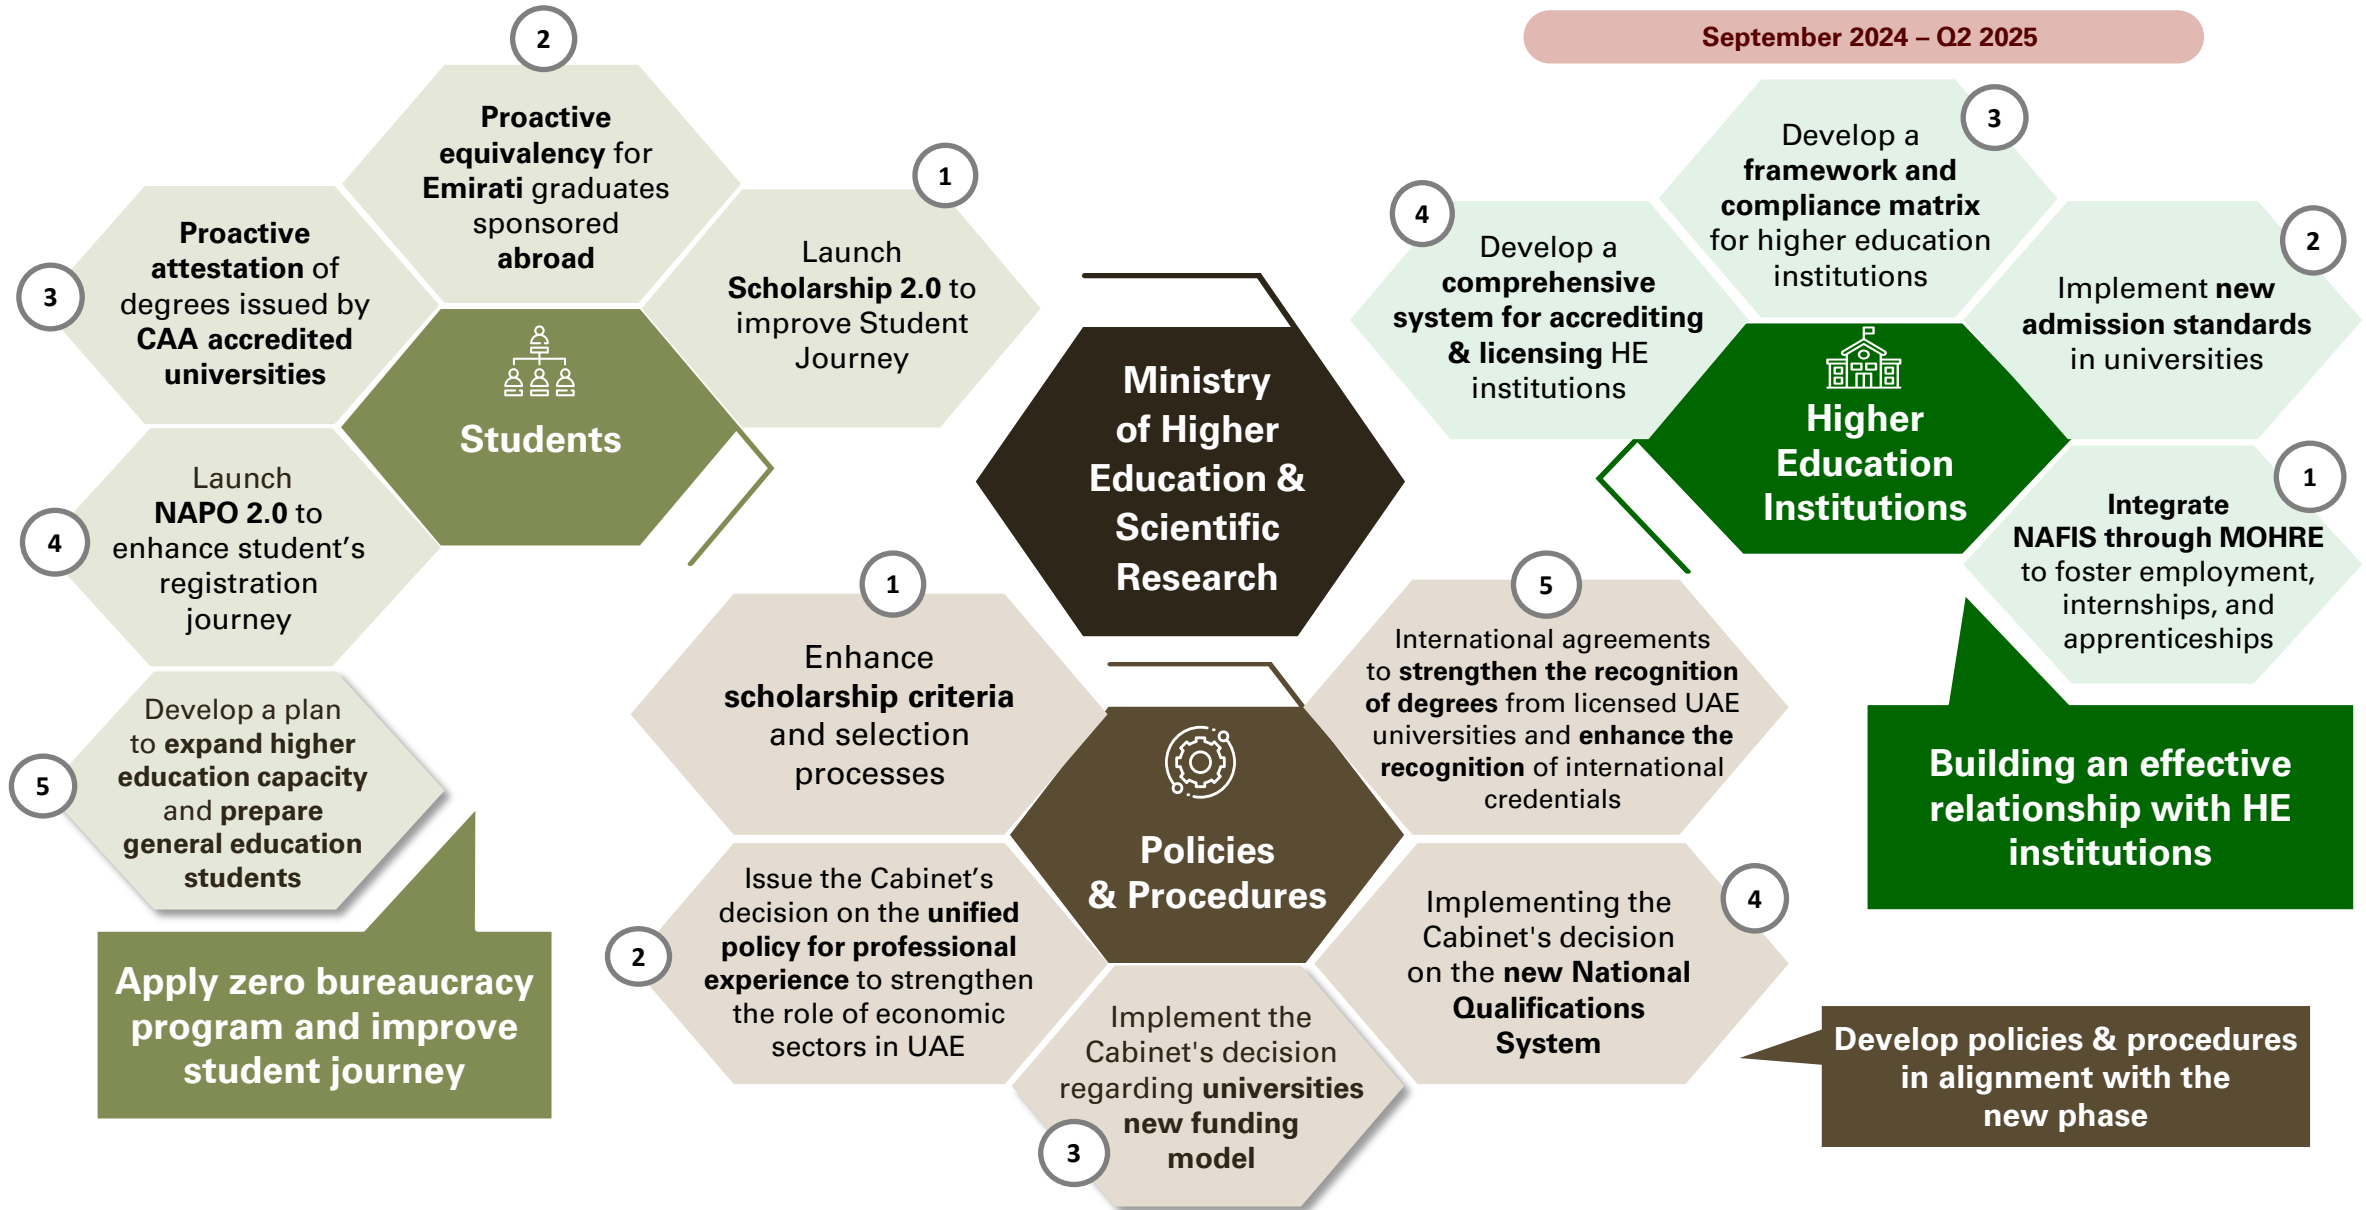 September 2024 – Q2 2025
Ministry
of Higher
Education &
Scientific
Research
Students
1
Launch
Scholarship 2.0 to
improve Student
Journey
2
Proactive
equivalency for
Emirati graduates
sponsored
abroad
3
Proactive
attestation of
degrees issued by
CAA accredited
universities
4
Launch
NAPO 2.0 to
enhance student’s
registration
journey
5
Develop a plan
to expand higher
education capacity
and prepare
general education
students
Apply zero bureaucracy
program and improve
student journey
Policies
& Procedures
1
Enhance
scholarship criteria
and selection
processes
2
Issue the Cabinet’s
decision on the unified
policy for professional
experience to strengthen
the role of economic
sectors in UAE
3
Implement the
Cabinet's decision
regarding universities
new funding
model
4
Implementing the
Cabinet's decision
on the new National
Qualifications
System
5
International agreements
to strengthen the recognition
of degrees from licensed UAE
universities and enhance the
recognition of international
credentials
Develop policies & procedures
in alignment with the
new phase
Higher
Education
Institutions
1
Integrate
NAFIS through MOHRE
to foster employment,
internships, and
apprenticeships
2
Implement new
admission standards
in universities
3
Develop a
framework and
compliance matrix
for higher education
institutions
4
Develop a
comprehensive
system for accrediting
& licensing HE
institutions
Building an effective
relationship with HE
institutions